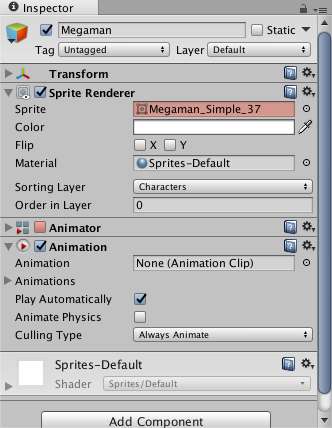 Inspector
Megaman Static
Tag Untagged Layer Default
Transform
Sprite Renderer
Sprite Megaman_Simple_37
Color
Flip X Y
Material Sprites-Default
Sorting Layer Characters
Order in Layer 0
Animator
Animation
Animation None (Animation Clip)
Animations
Play Automatically
Animate Physics
Culling Type Always Animate
Sprites-Default
Shader Sprites/Default
Add Component